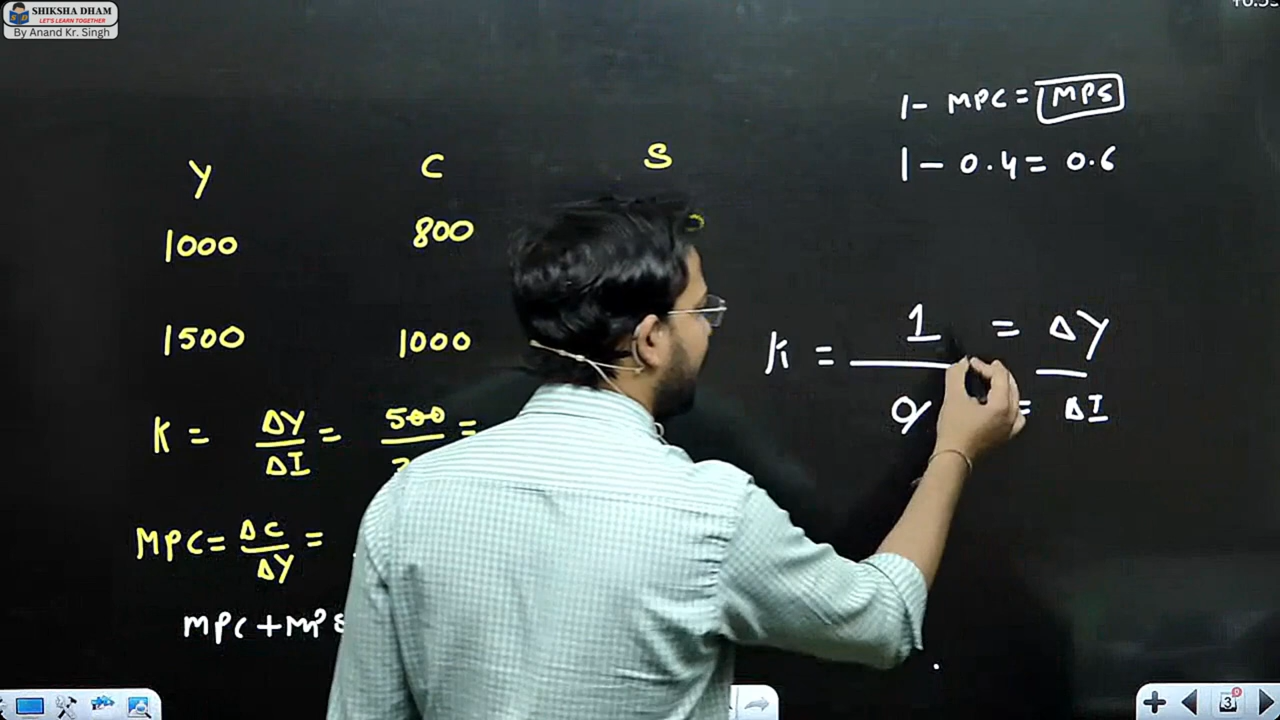 SHIKSHA DHAM
LET'S LEARN TOGETHER
By Anand Kr. Singh
1 - MPC = MPS
1 - 0.4 = 0.6
Y C S
1000 800
1500 1000
K = ΔY/ΔI = 500/
MPC = ΔC/ΔY =
MPC + MPS
K = 1/ = ΔY/ΔI
3